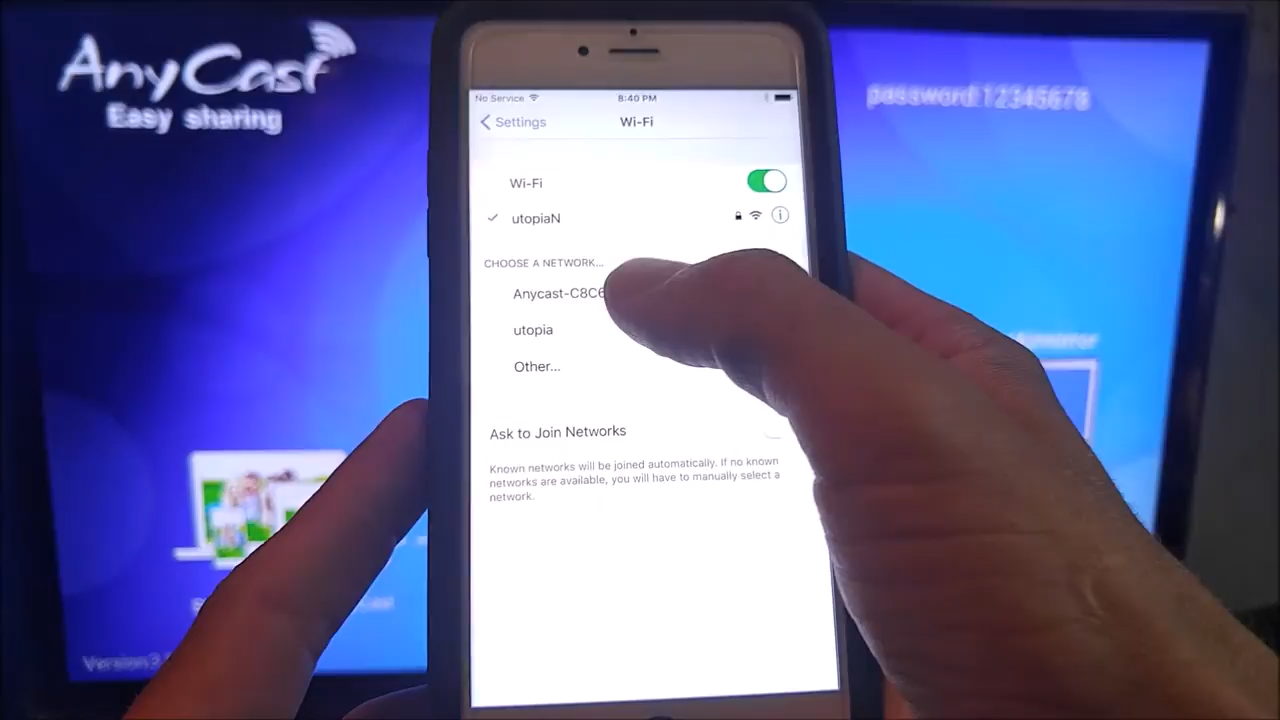 AnyCast
Easy sharing
password:12345678
No Service
8:40 PM
Settings
Wi-Fi
Wi-Fi
utopiaN
CHOOSE A NETWORK...
Anycast-C8C6
utopia
Other...
Ask to Join Networks
Known networks will be joined automatically. If no known
networks are available, you will have to manually select a
network.